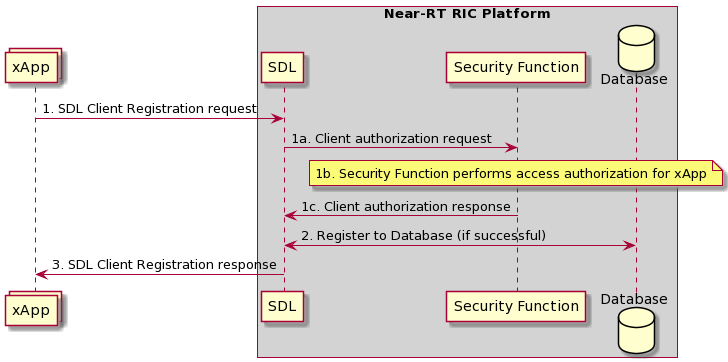 Near-RT RIC Platform
xApp
SDL
Security Function
Database
1. SDL Client Registration request
1a. Client authorization request
1b. Security Function performs access authorization for xApp
1c. Client authorization response
2. Register to Database (if successful)
3. SDL Client Registration response
xApp
SDL
Security Function
Database